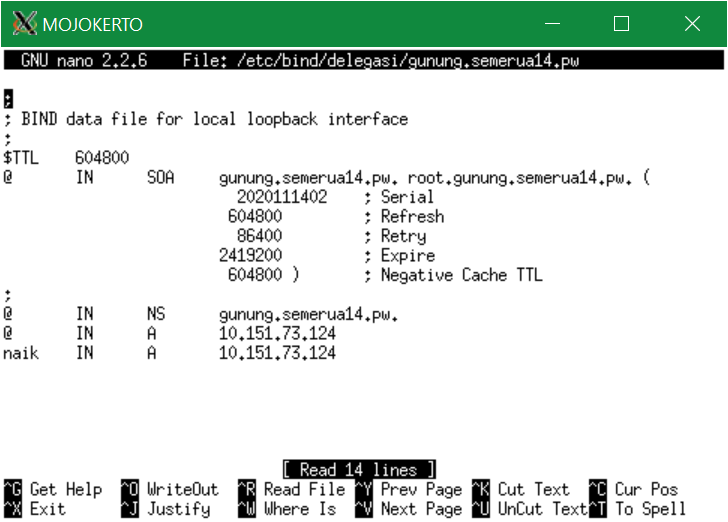 MOJOKERTO
GNU nano 2.2.6 File: /etc/bind/delegasi/gunung.semerua14.pw
;
; BIND data file for local loopback interface
;
$TTL 604800
@ IN SOA gunung.semerua14.pw. root.gunung.semerua14.pw. (
2020111402 ; Serial
604800 ; Refresh
86400 ; Retry
2419200 ; Expire
604800 ) ; Negative Cache TTL
;
@ IN NS gunung.semerua14.pw.
@ IN A 10.151.73.124
naik IN A 10.151.73.124
[ Read 14 lines ]
^G Get Help ^O WriteOut ^R Read File ^Y Prev Page ^K Cut Text ^C Cur Pos
^X Exit ^J Justify ^W Where Is ^V Next Page ^U UnCut Text ^T To Spell